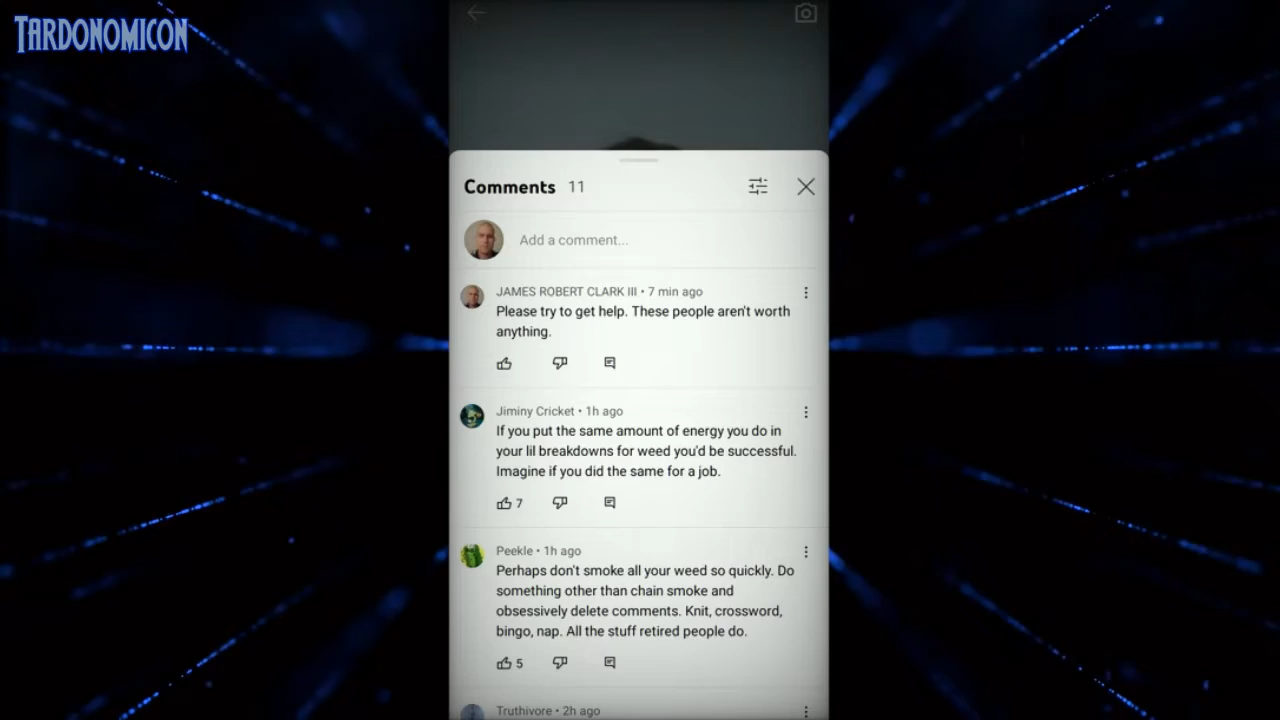 TARDONOMICON
Comments 11
Add a comment...
JAMES ROBERT CLARK III • 7 min ago
Please try to get help. These people aren't worth
anything.
Jiminy Cricket • 1h ago
If you put the same amount of energy you do in
your lil breakdowns for weed you'd be successful.
Imagine if you did the same for a job.
7
Peekle • 1h ago
Perhaps don't smoke all your weed so quickly. Do
something other than chain smoke and
obsessively delete comments. Knit, crossword,
bingo, nap. All the stuff retired people do.
5
Truthivore • 2h ago